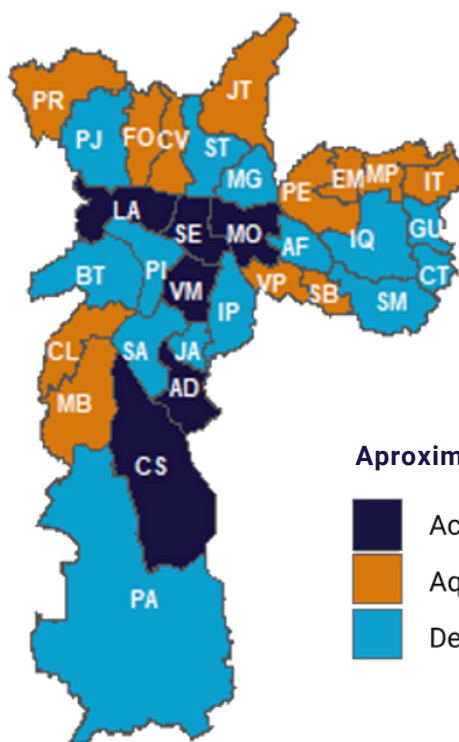 JT
PR
PJ
FO
CV
ST
MG
PE
EM
MP
IT
LA
SE
MO
AF
IQ
GU
CT
BT
PI
VM
IP
VP
SB
SM
CL
SA
JA
AD
MB
CS
PA
Aproxim
Ac
Aq
De